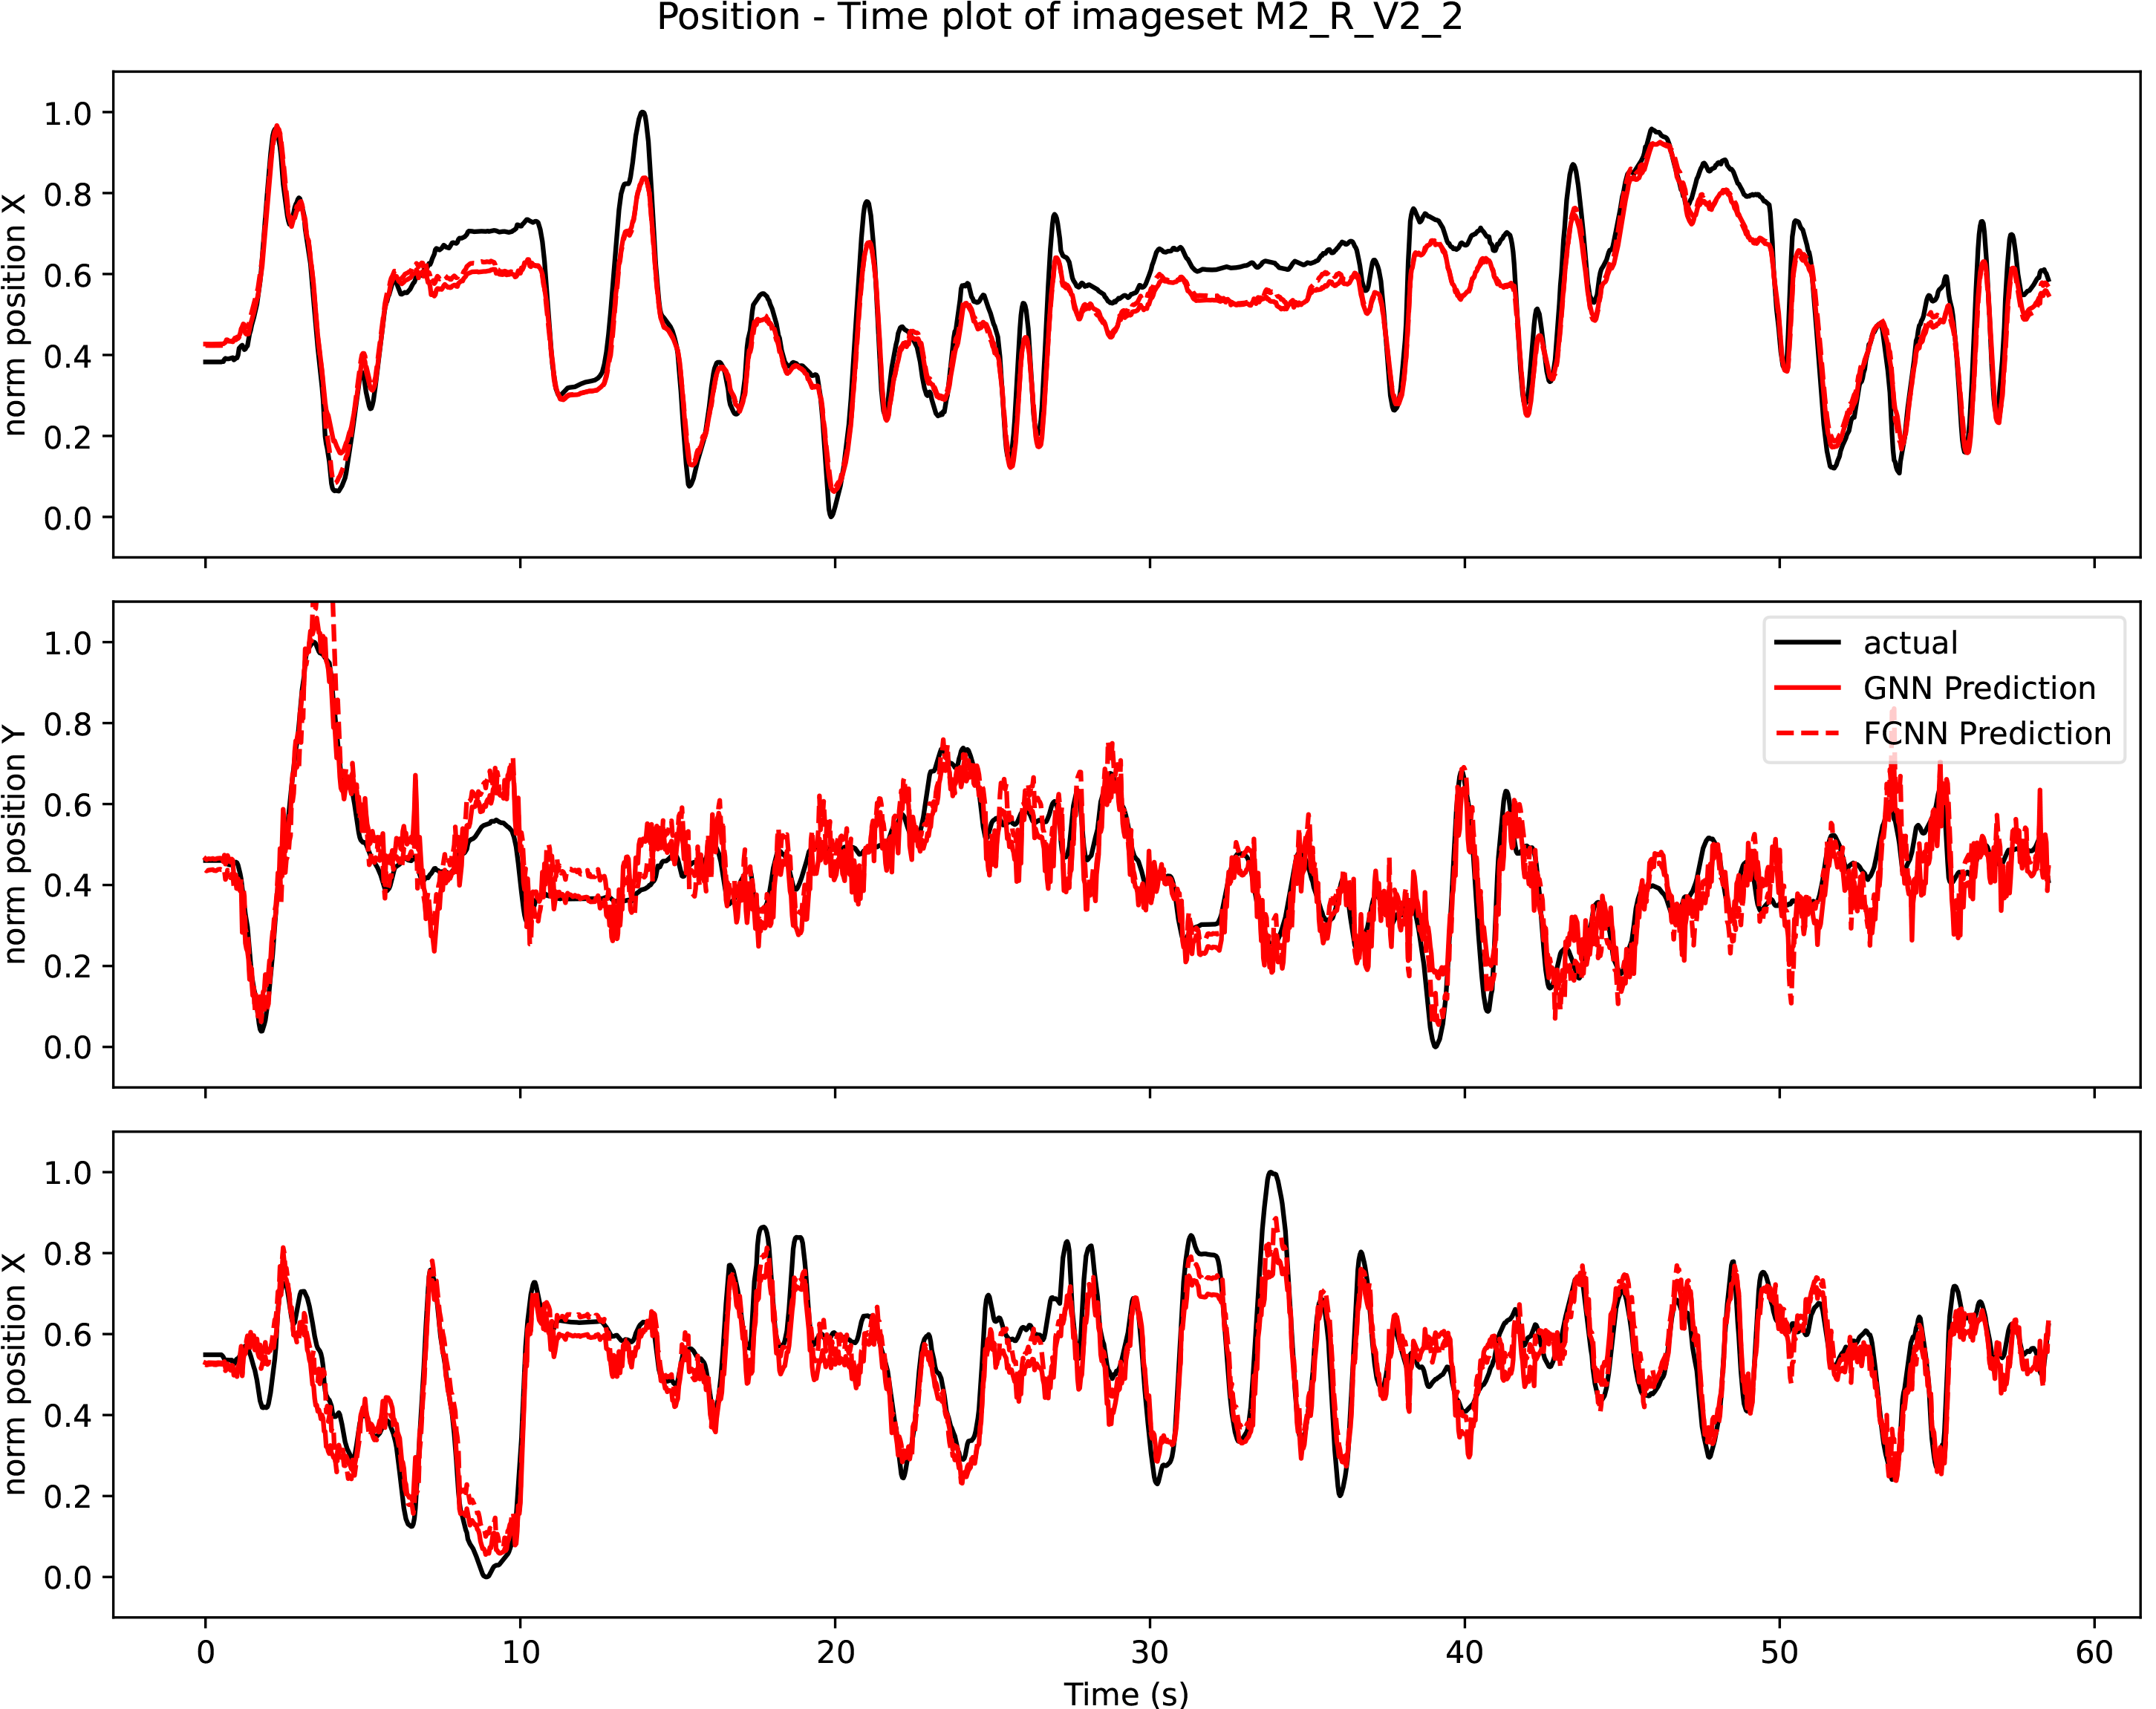 Position - Time plot of imageset M2_R_V2_2
norm position X
1.0
0.8
0.6
0.4
0.2
0.0
norm position Y
1.0
0.8
0.6
0.4
0.2
0.0
actual
GNN Prediction
FCNN Prediction
norm position X
1.0
0.8
0.6
0.4
0.2
0.0
0 10 20 30 40 50 60
Time (s)